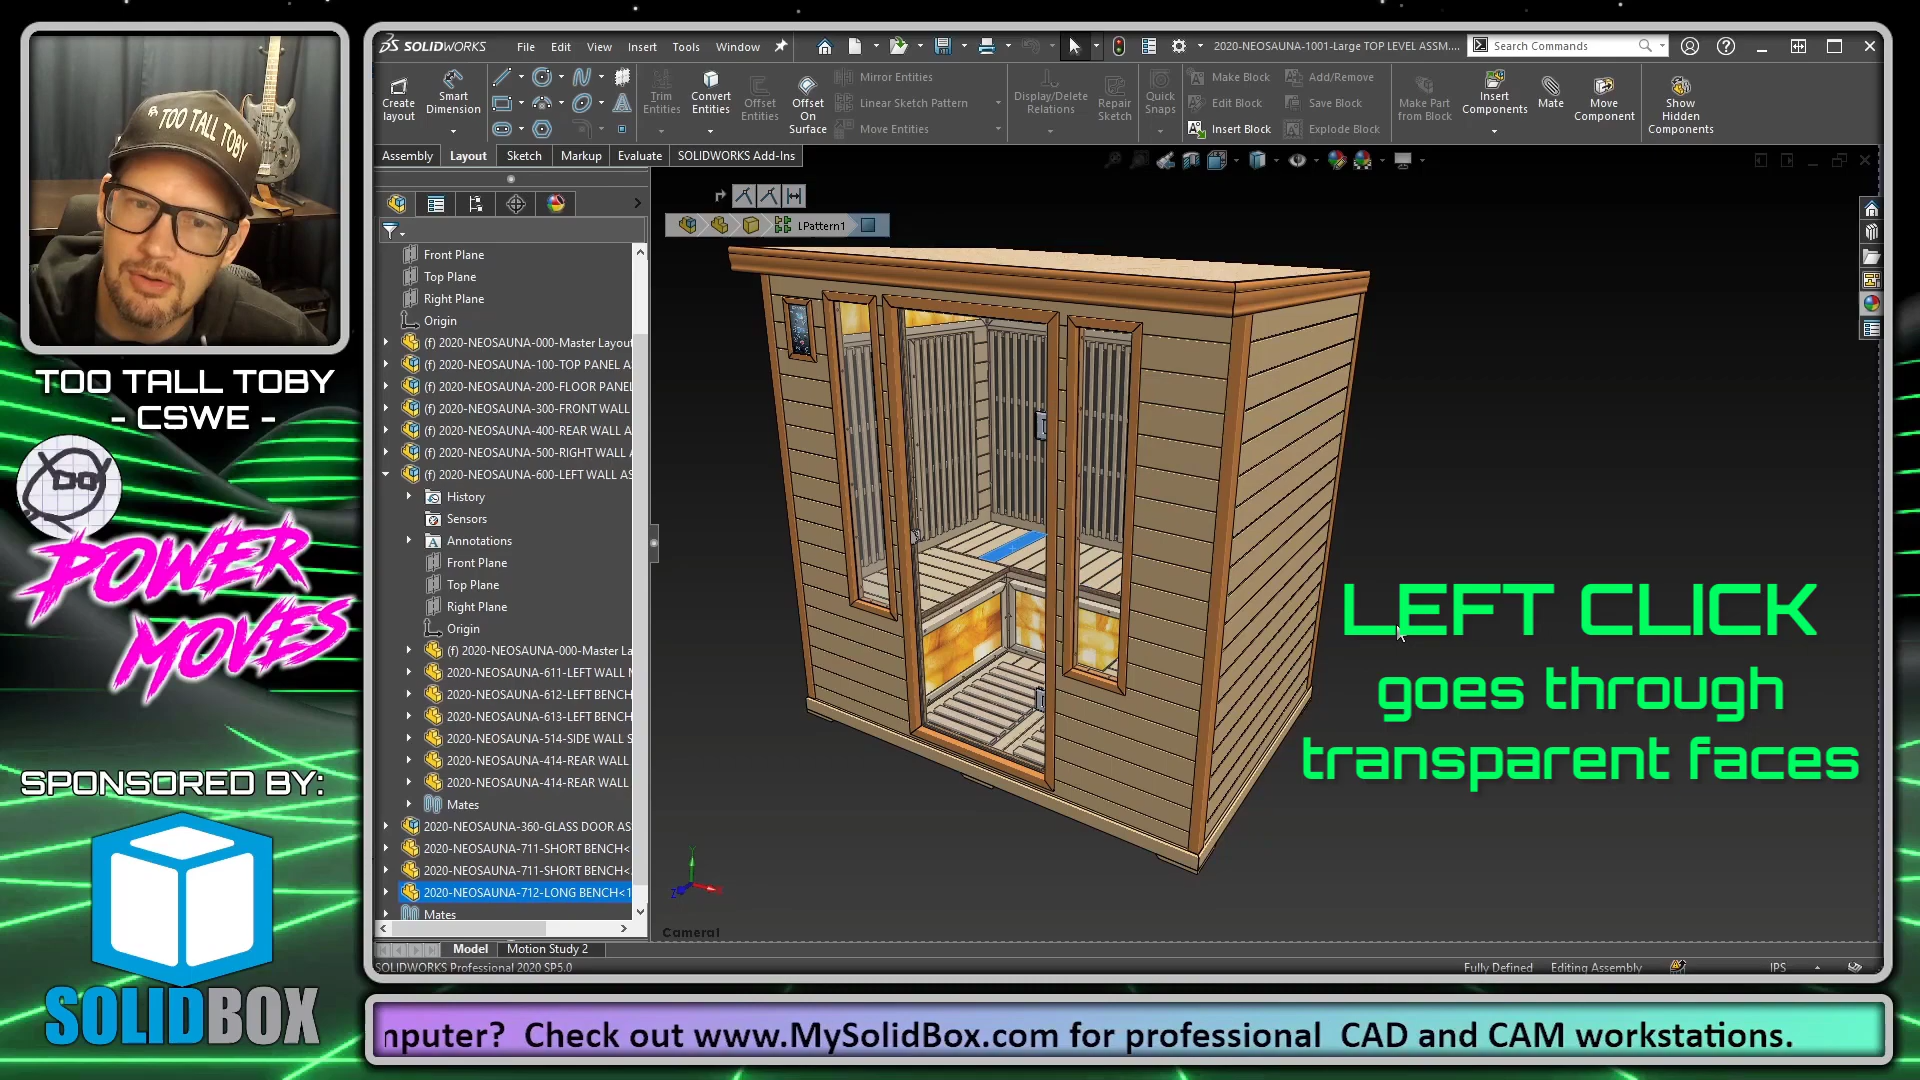 TOO TALL TOBY
TOO TALL TOBY
- CSWE -
POWER
MOVES
SPONSORED BY:
SOLIDBOX
SOLIDWORKS
File Edit View Insert Tools Window
2020-NEOSAUNA-1001-Large TOP LEVEL ASSM....
Search Commands
Create layout
Smart Dimension
Trim Entities
Convert Entities
Offset Entities
Offset On Surface
Mirror Entities
Linear Sketch Pattern
Move Entities
Display/Delete Relations
Repair Sketch
Quick Snaps
Make Block
Edit Block
Insert Block
Add/Remove
Save Block
Explode Block
Make Part from Block
Insert Components
Mate
Move Component
Show Hidden Components
Assembly Layout Sketch Markup Evaluate SOLIDWORKS Add-Ins
LPattern1
Front Plane
Top Plane
Right Plane
Origin
(f) 2020-NEOSAUNA-000-Master Layout
(f) 2020-NEOSAUNA-100-TOP PANEL A
(f) 2020-NEOSAUNA-200-FLOOR PANEL
(f) 2020-NEOSAUNA-300-FRONT WALL
(f) 2020-NEOSAUNA-400-REAR WALL A
(f) 2020-NEOSAUNA-500-RIGHT WALL A
(f) 2020-NEOSAUNA-600-LEFT WALL AS
History
Sensors
Annotations
Front Plane
Top Plane
Right Plane
Origin
(f) 2020-NEOSAUNA-000-Master La
2020-NEOSAUNA-611-LEFT WALL
2020-NEOSAUNA-612-LEFT BENCH
2020-NEOSAUNA-613-LEFT BENCH
2020-NEOSAUNA-514-SIDE WALL S
2020-NEOSAUNA-414-REAR WALL
2020-NEOSAUNA-414-REAR WALL
Mates
2020-NEOSAUNA-360-GLASS DOOR AS
2020-NEOSAUNA-711-SHORT BENCH<
2020-NEOSAUNA-711-SHORT BENCH<
2020-NEOSAUNA-712-LONG BENCH<1
Mates
LEFT CLICK
goes through
transparent faces
Camera1
Model Motion Study 2
SOLIDWORKS Professional 2020 SP5.0
Fully Defined Editing Assembly IPS
mputer? Check out www.MySolidBox.com for professional CAD and CAM workstations.